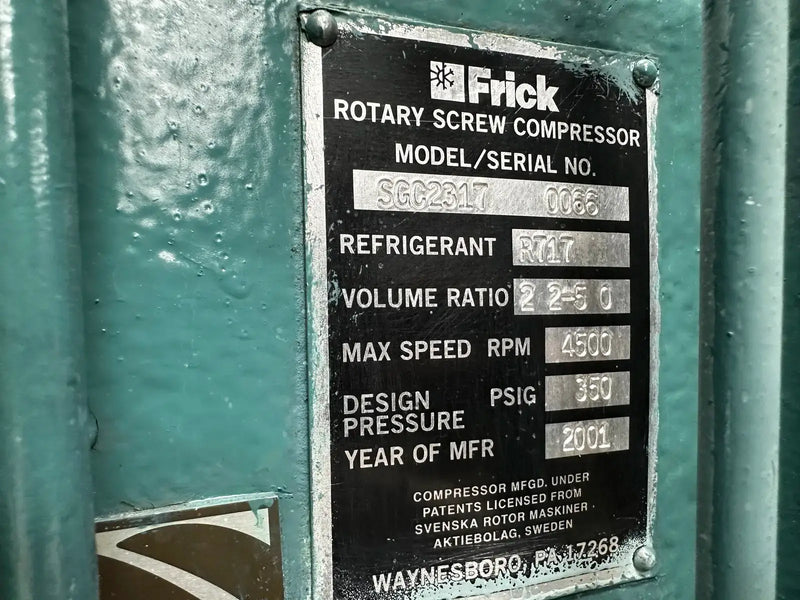 Frick
ROTARY SCREW COMPRESSOR
MODEL/SERIAL NO.
SGC2317 0066
REFRIGERANT R717
VOLUME RATIO 2 2-5 0
MAX SPEED RPM 4500
DESIGN PRESSURE PSIG 350
YEAR OF MFR 2001
COMPRESSOR MFGD. UNDER
PATENTS LICENSED FROM
SVENSKA ROTOR MASKINER
AKTIEBOLAG, SWEDEN
WAYNESBORO, PA 17268